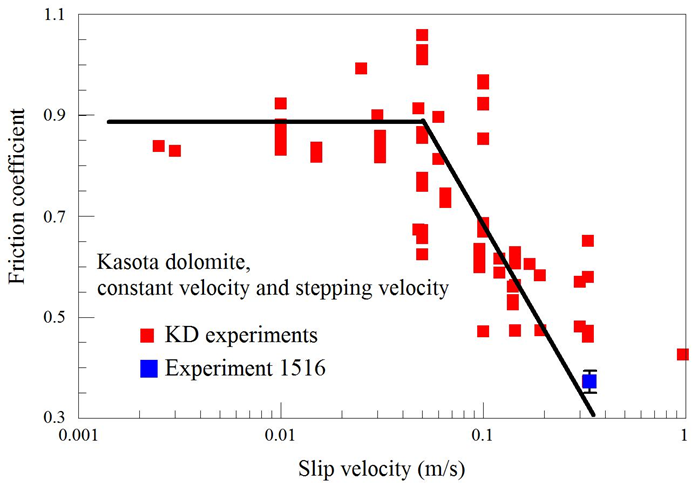 1.1
0.9
0.7
0.5
0.3
Friction coefficient
Kasota dolomite,
constant velocity and stepping velocity
KD experiments
Experiment 1516
0.001
0.01
0.1
1
Slip velocity (m/s)